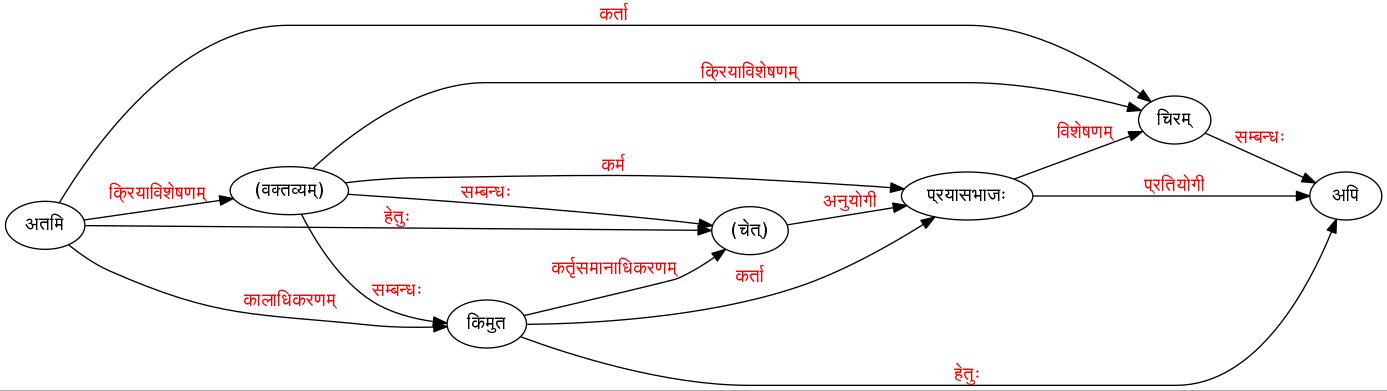 कर्ता
क्रियाविशेषणम्
चिरम्
विशेषणम्
सम्बन्धः
कर्म
क्रियाविशेषणम्
(वक्तव्यम्)
सम्बन्धः
प्रयासभाजः
प्रतियोगी
अपि
अतमि
हेतुः
अनुयोगी
(चेत्)
कर्तृसमानाधिकरणम्
कर्ता
सम्बन्धः
कालाधिकरणम्
किमुत
हेतुः